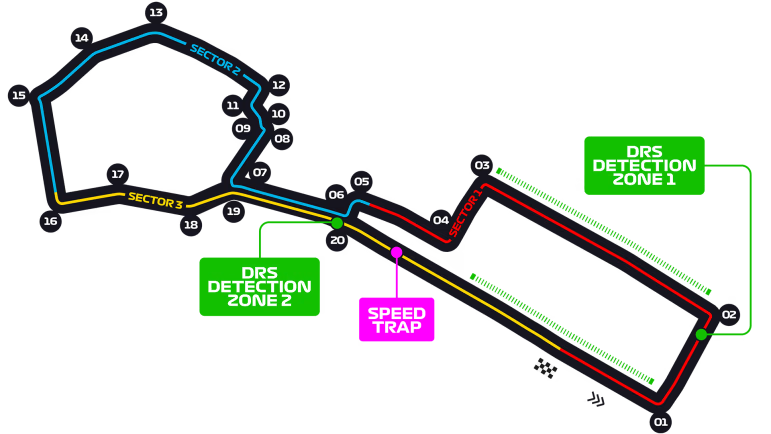 13
14
SECTOR 2
12
15
11
10
09
08
DRS
DETECTION
ZONE 1
03
17
07
05
06
SECTOR 3
SECTOR 1
04
16
18
19
20
DRS
DETECTION
ZONE 2
SPEED
TRAP
02
01